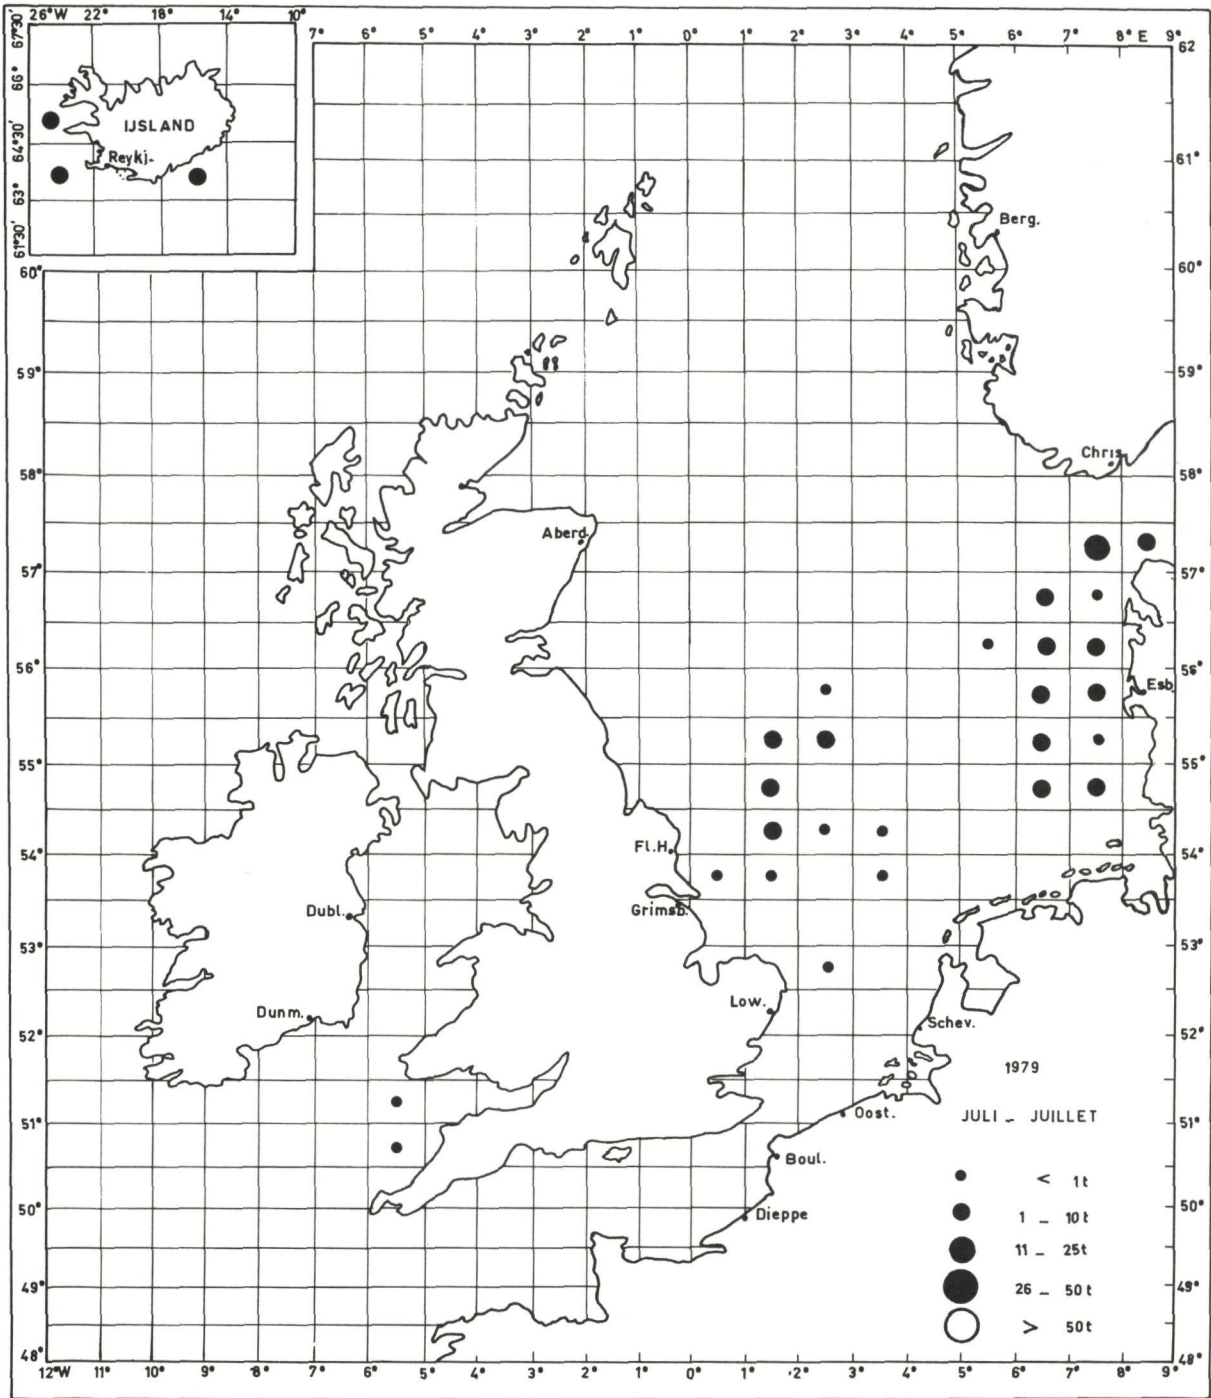 26°W 22° 18° 14° 10°
67°30'
66°
64°30'
63°
61°30'
IJSLAND
Reykj.
7° 6° 5° 4° 3° 2° 1° 0° 1° 2° 3° 4° 5° 6° 7° 8° E 9°
62
61°
60° 60°
59° 59°
58° 58°
57° 57°
56° 56°
55° 55°
54° 54°
53° 53°
52° 52°
51° 51°
50° 50°
49° 49°
48° 48°
Berg.
Chris
Aberd.
Esb
Fl.H.
Dubl.
Grimsb.
Dunm.
Low.
Schev.
1979
Oost.
JULI _ JUILLET
Boul.
Dieppe
< 1t
1 _ 10t
11 _ 25t
26 _ 50t
> 50t
12°W 10° 9° 7° 6° 5° 4° 3° 2° 1° 0° 1° 2° 3° 4° 5° 6° 7° 8° 9°